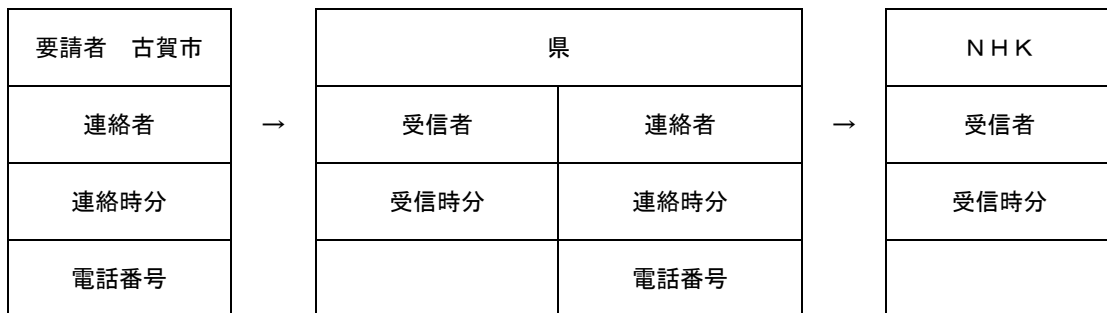 要請者　古賀市 県 ＮＨＫ
連絡者 → 受信者 連絡者 → 受信者
連絡時分 受信時分 連絡時分 受信時分
電話番号 電話番号